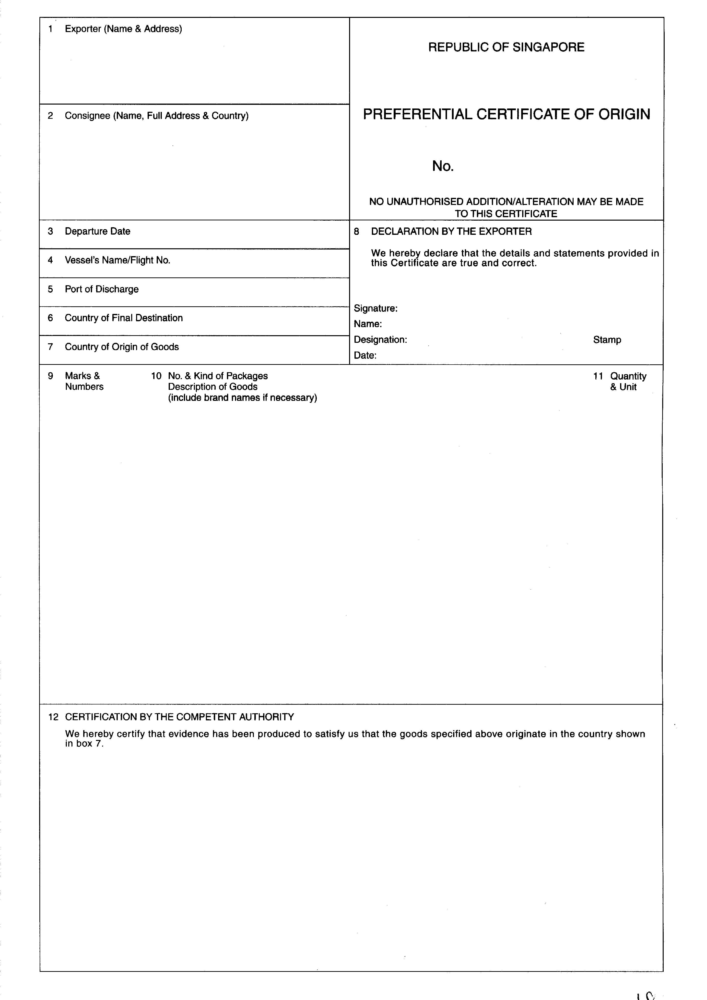 1 Exporter (Name & Address)
REPUBLIC OF SINGAPORE
PREFERENTIAL CERTIFICATE OF ORIGIN
No.
NO UNAUTHORISED ADDITION/ALTERATION MAY BE MADE
TO THIS CERTIFICATE
2 Consignee (Name, Full Address & Country)
3 Departure Date
4 Vessel's Name/Flight No.
5 Port of Discharge
6 Country of Final Destination
7 Country of Origin of Goods
8 DECLARATION BY THE EXPORTER
We hereby declare that the details and statements provided in
this Certificate are true and correct.
Signature:
Name:
Designation:
Stamp
Date:
9 Marks &
Numbers
10 No. & Kind of Packages
Description of Goods
(include brand names if necessary)
11 Quantity
& Unit
12 CERTIFICATION BY THE COMPETENT AUTHORITY
We hereby certify that evidence has been produced to satisfy us that the goods specified above originate in the country shown
in box 7.